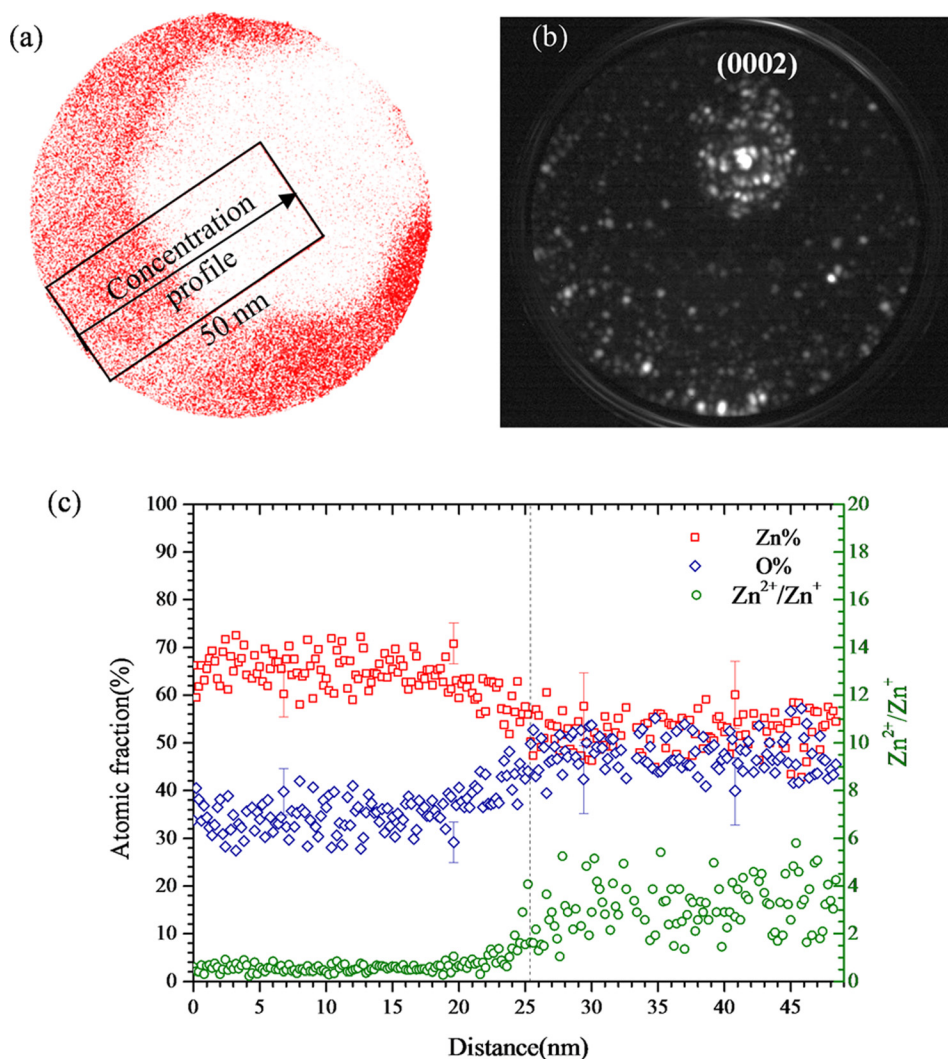 (a)
Concentration
profile
50 nm
(b)
(0002)
(c)
100
90
80
70
60
50
40
30
20
10
0
Atomic fraction(%)
Zn%
O%
Zn²⁺/Zn⁺
20
18
16
14
12
10
8
6
4
2
0
Zn²⁺/Zn⁺
0 5 10 15 20 25 30 35 40 45
Distance(nm)